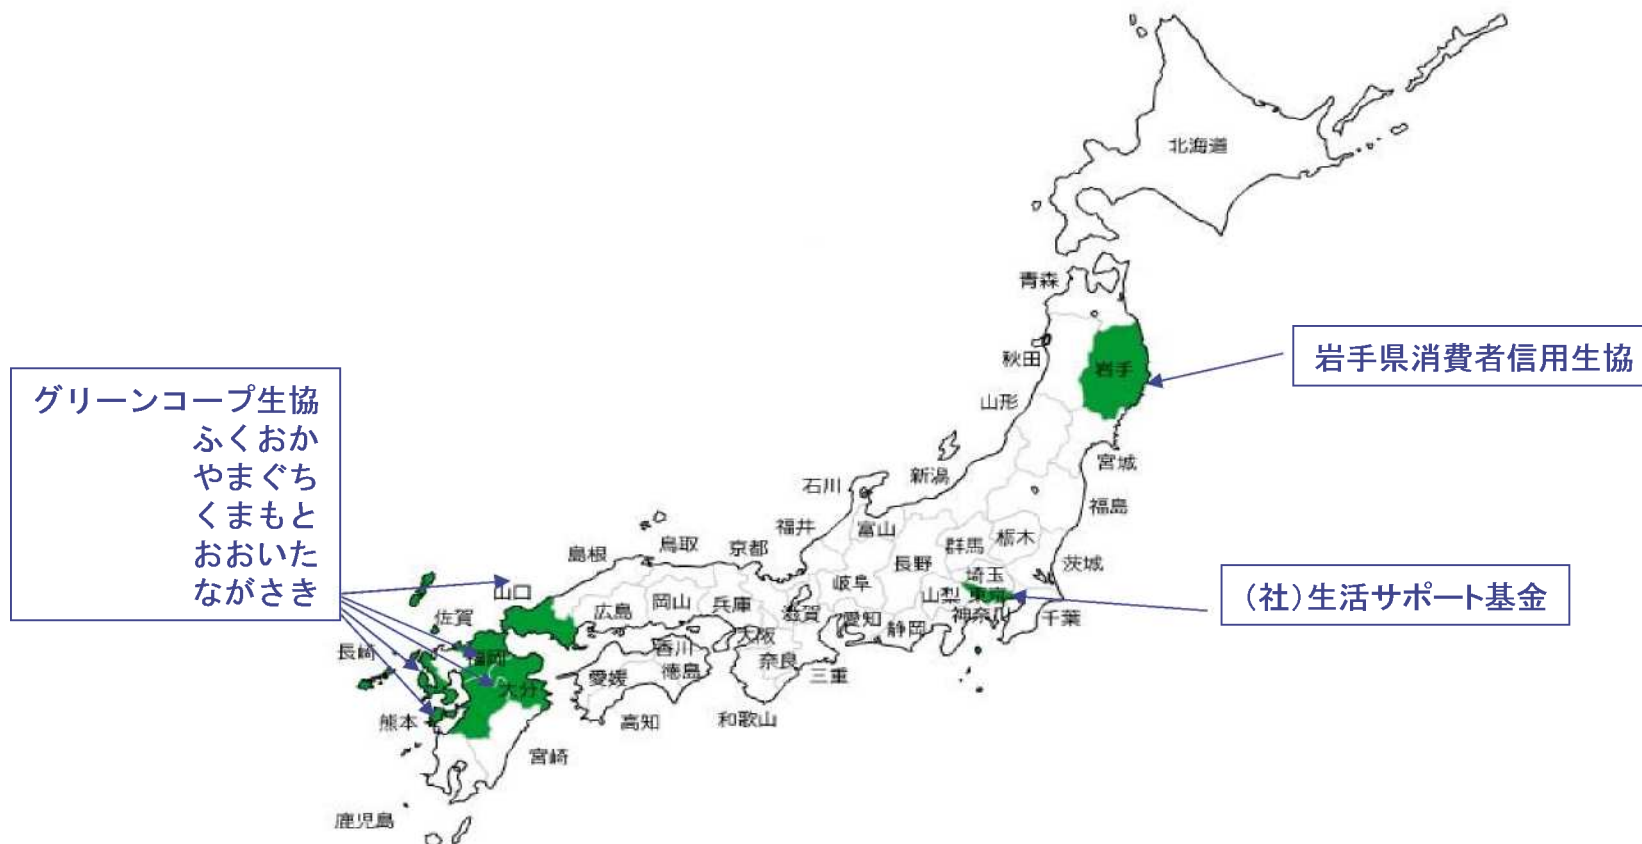 北海道
青森
岩手
秋田
岩手県消費者信用生協
グリーンコープ生協
ふくおか
やまぐち
くまもと
おおいた
ながさき
山形
宮城
新潟
石川
福島
福井
富山
群馬
栃木
島根
鳥取
京都
長野
茨城
埼玉
岐阜
山口
広島
岡山
兵庫
滋賀
愛知
静岡
山梨
東京
神奈川
千葉
(社)生活サポート基金
佐賀
長崎
福岡
大分
香川
徳島
愛媛
大阪
奈良
三重
熊本
高知
和歌山
宮崎
鹿児島